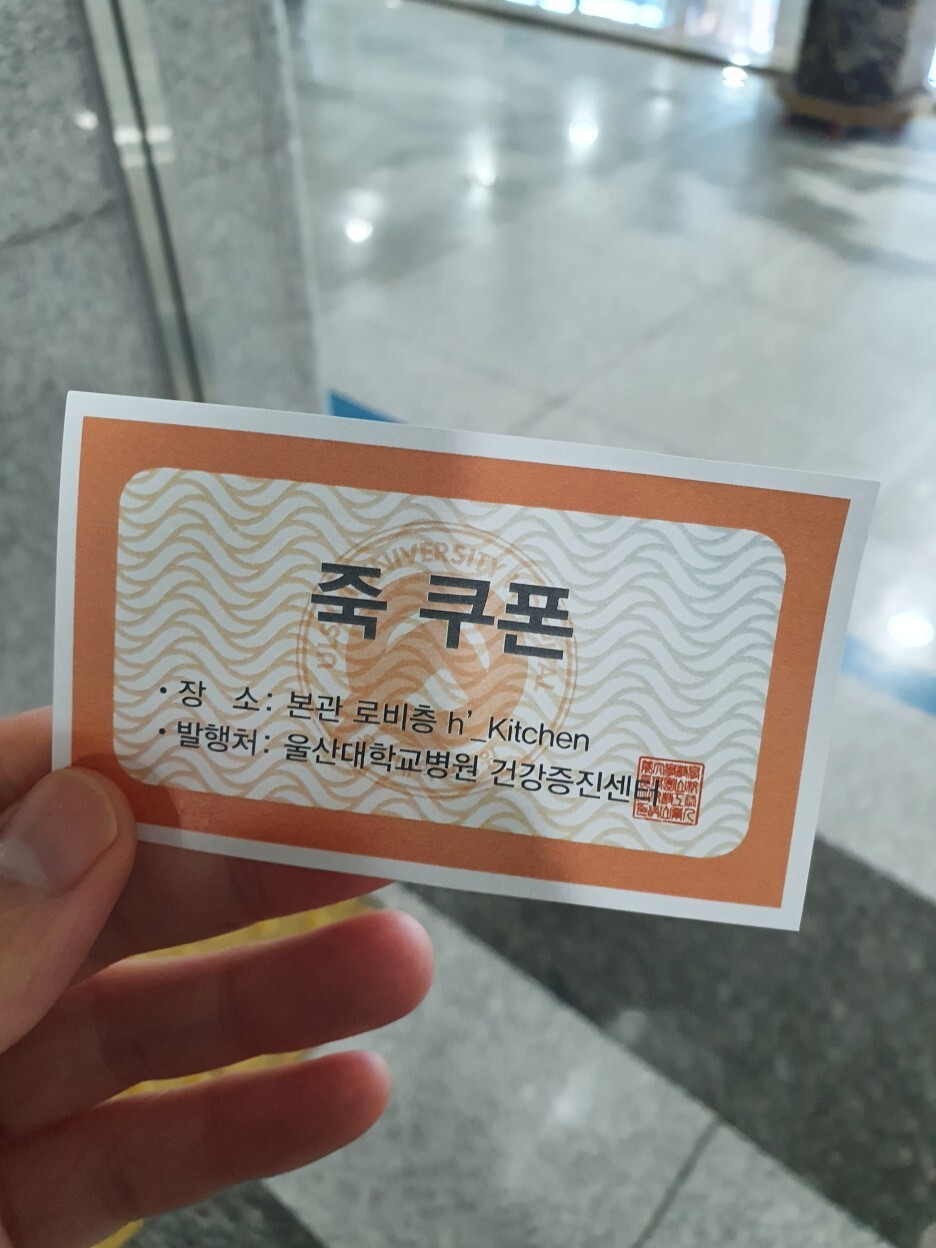 UNIVERSITY
죽 쿠폰
• 장 소: 본관 로비층 h'_Kitchen
• 발행처: 울산대학교병원 건강증진센터